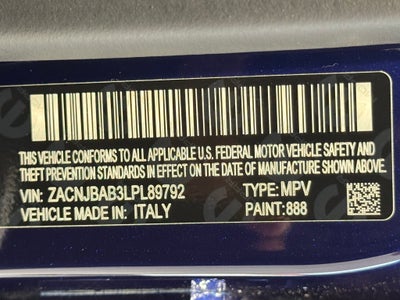 THIS VEHICLE CONFORMS TO ALL APPLICABLE U.S. FEDERAL MOTOR VEHICLE SAFETY AND
THEFT PREVENTION STANDARDS IN EFFECT ON THE DATE OF MANUFACTURE SHOWN ABOVE.
VIN: ZACNJBAB3LPL89792 TYPE: MPV
VEHICLE MADE IN: ITALY PAINT: 888